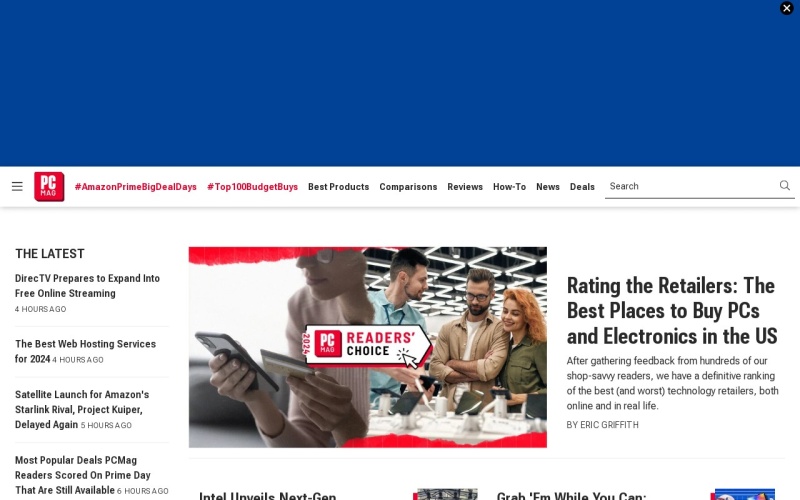 PC
MAG
#AmazonPrimeBigDealDays
#Top100BudgetBuys
Best Products
Comparisons
Reviews
How-To
News
Deals
Search
THE LATEST
DirecTV Prepares to Expand Into
Free Online Streaming
4 HOURS AGO
The Best Web Hosting Services
for 2024 4 HOURS AGO
Satellite Launch for Amazon's
Starlink Rival, Project Kuiper,
Delayed Again 5 HOURS AGO
Most Popular Deals PCMag
Readers Scored On Prime Day
That Are Still Available 6 HOURS AGO
2024
PC
MAG
READERS'
CHOICE
Rating the Retailers: The
Best Places to Buy PCs
and Electronics in the US
After gathering feedback from hundreds of our
shop-savvy readers, we have a definitive ranking
of the best (and worst) technology retailers, both
online and in real life.
BY ERIC GRIFFITH
Intel Unveils Next-Gen
Grab 'Em While You Can: